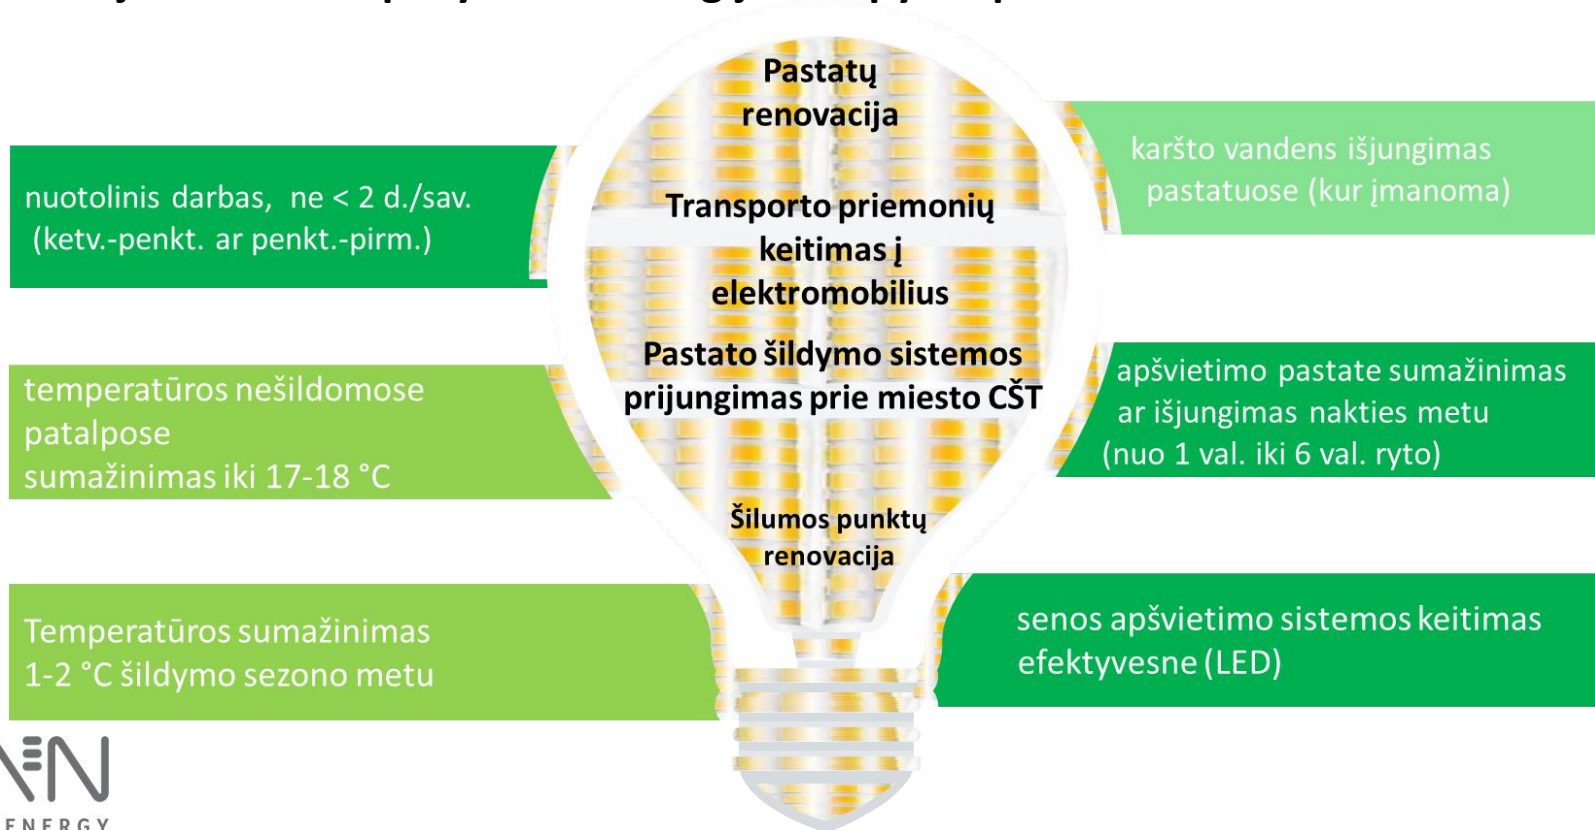 nuotolinis darbas, ne < 2 d./sav.
(ketv.-penkt. ar penkt.-pirm.)
temperatūros nešildomose
patalpose
sumažinimas iki 17-18 °C
Temperatūros sumažinimas
1-2 °C šildymo sezono metu
Pastatų
renovacija
Transporto priemonių
keitimas į
elektromobilius
Pastato šildymo sistemos
prijungimas prie miesto CŠT
Šilumos punktų
renovacija
karšto vandens išjungimas
pastatuose (kur įmanoma)
apšvietimo pastate sumažinimas
ar išjungimas nakties metu
(nuo 1 val. iki 6 val. ryto)
senos apšvietimo sistemos keitimas
efektyvesne (LED)
ENERGY